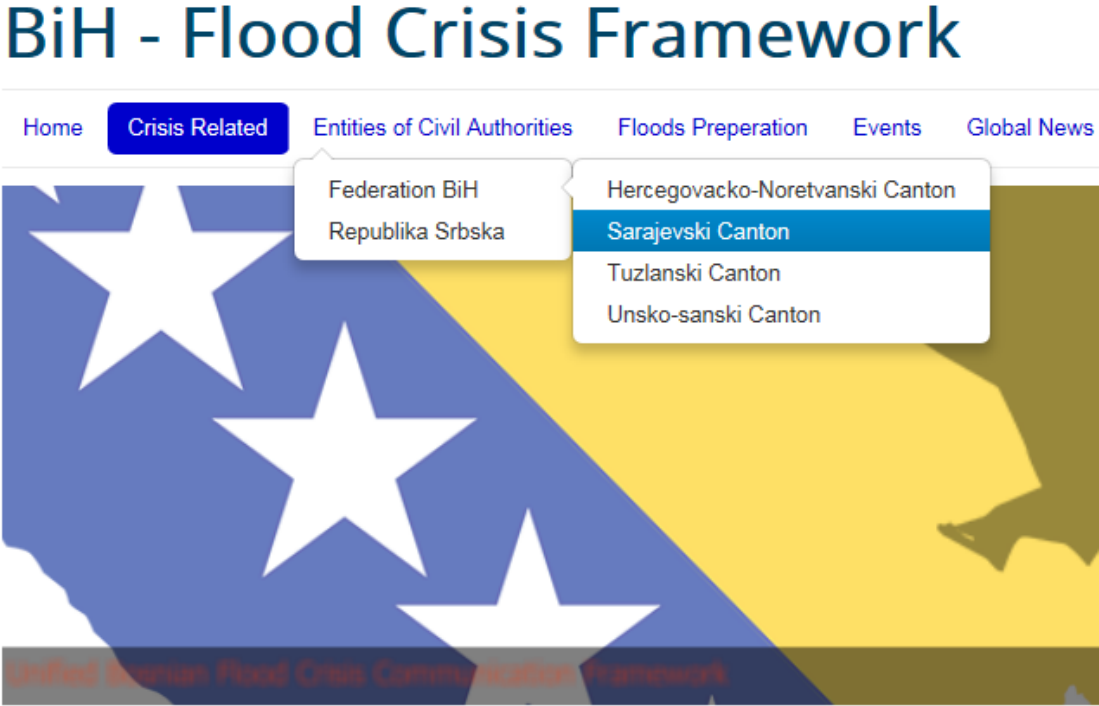 BiH - Flood Crisis Framework
Home Crisis Related Entities of Civil Authorities Floods Preperation Events Global News
Federation BiH
Republika Srbska
Hercegovacko-Noretvanski Canton
Sarajevski Canton
Tuzlanski Canton
Unsko-sanski Canton
Unified Bosnian Flood Crisis Communication Framework